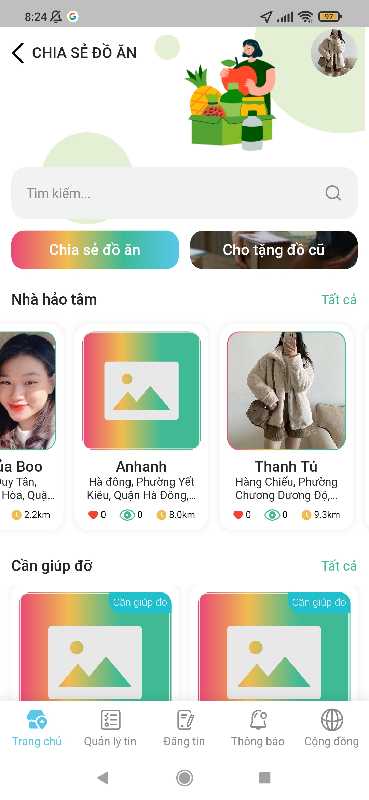 8:24
97
CHIA SẺ ĐỒ ĂN
Tìm kiếm...
Chia sẻ đồ ăn
Cho tặng đồ cũ
Nhà hảo tâm
Tất cả
ủa Boo
Duy Tân,
Hòa, Quậ...
2.2km
Anhanh
Hà đông, Phường Yết
Kiêu, Quận Hà Đông,...
0
0
8.0km
Thanh Tú
Hàng Chiếu, Phường
Chương Dương Độ,...
0
0
9.3km
Cần giúp đỡ
Tất cả
Cần giúp đỡ
Cần giúp đỡ
Trang chủ
Quản lý tin
Đăng tin
Thông báo
Cộng đồng